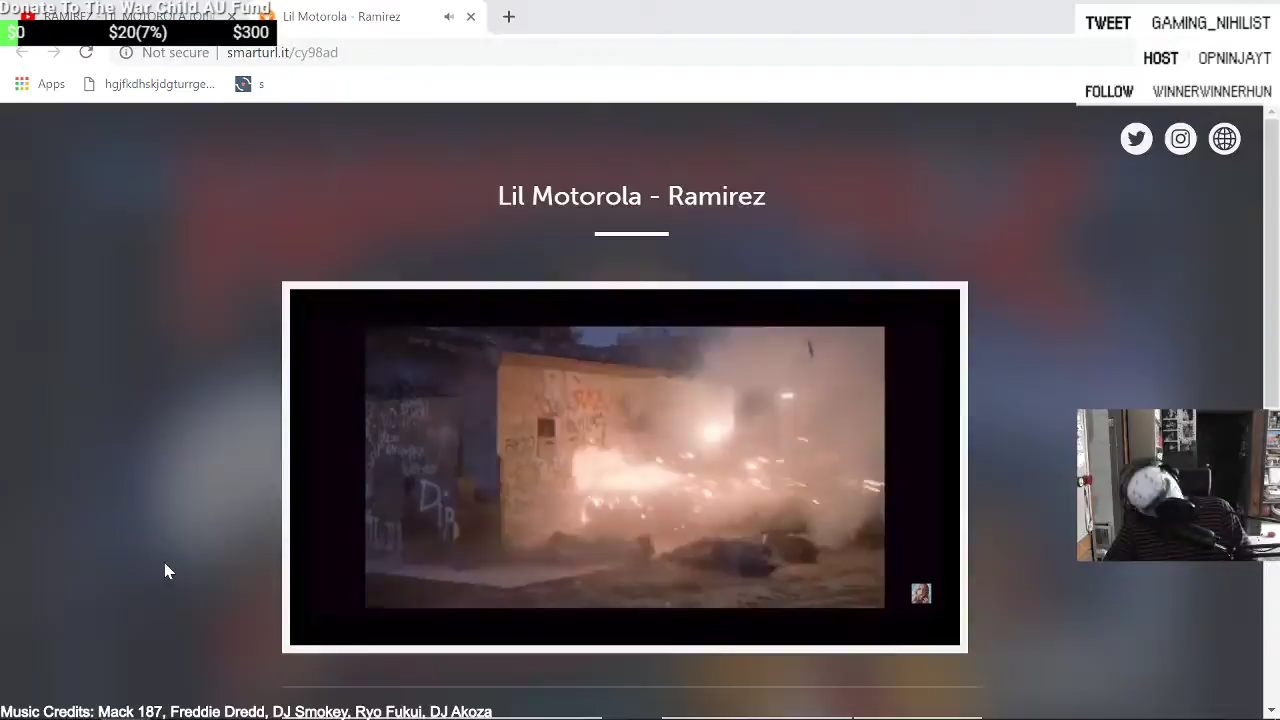 Donate To The War Child AU Fund
$0 $20(7%) $300
Lil Motorola - Ramirez
TWEET GAMING_NIHILIST
HOST OPNINJAYT
FOLLOW WINNERWINNERHUN
Not secure smarturl.it/cy98ad
Apps hgjfkdhskjdgturrge... s
Lil Motorola - Ramirez
Music Credits: Mack 187, Freddie Dredd, DJ Smokey, Ryo Fukui, DJ Akoza